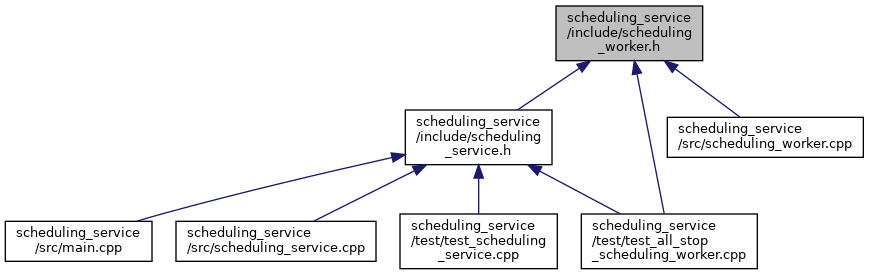 scheduling_service
/include/scheduling
_worker.h
scheduling_service
/include/scheduling
_service.h
scheduling_service
/src/scheduling_worker.cpp
scheduling_service
/src/main.cpp
scheduling_service
/src/scheduling_service.cpp
scheduling_service
/test/test_scheduling
_service.cpp
scheduling_service
/test/test_all_stop
_scheduling_worker.cpp